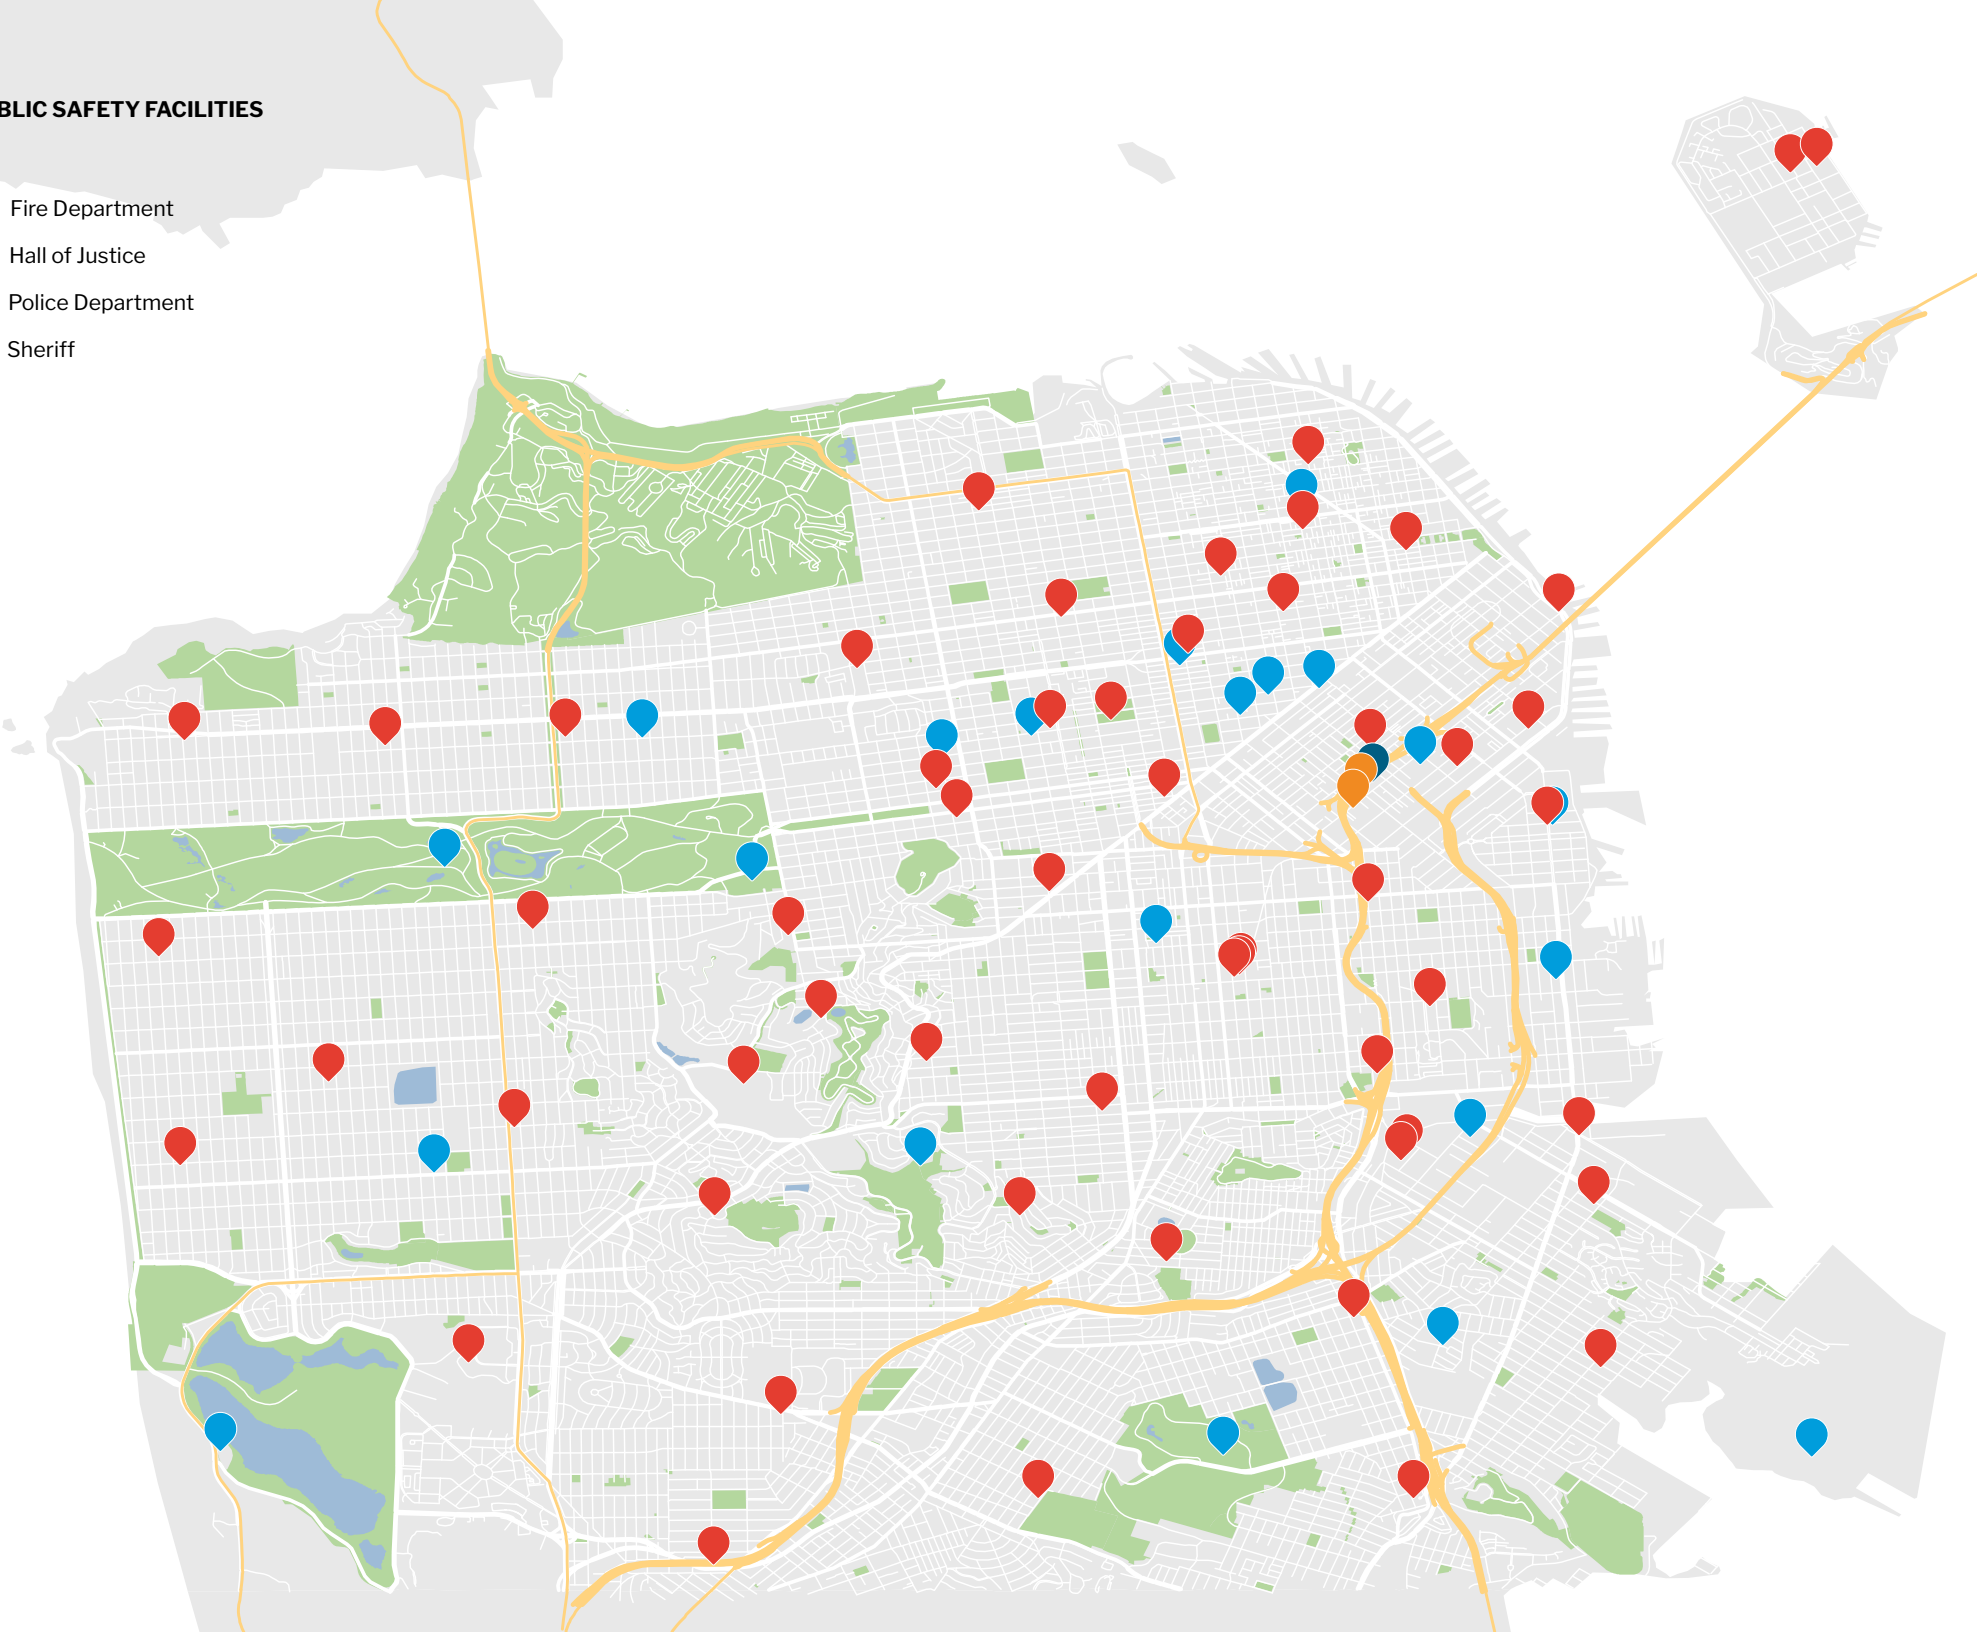 BLIC SAFETY FACILITIES
Fire Department
Hall of Justice
Police Department
Sheriff